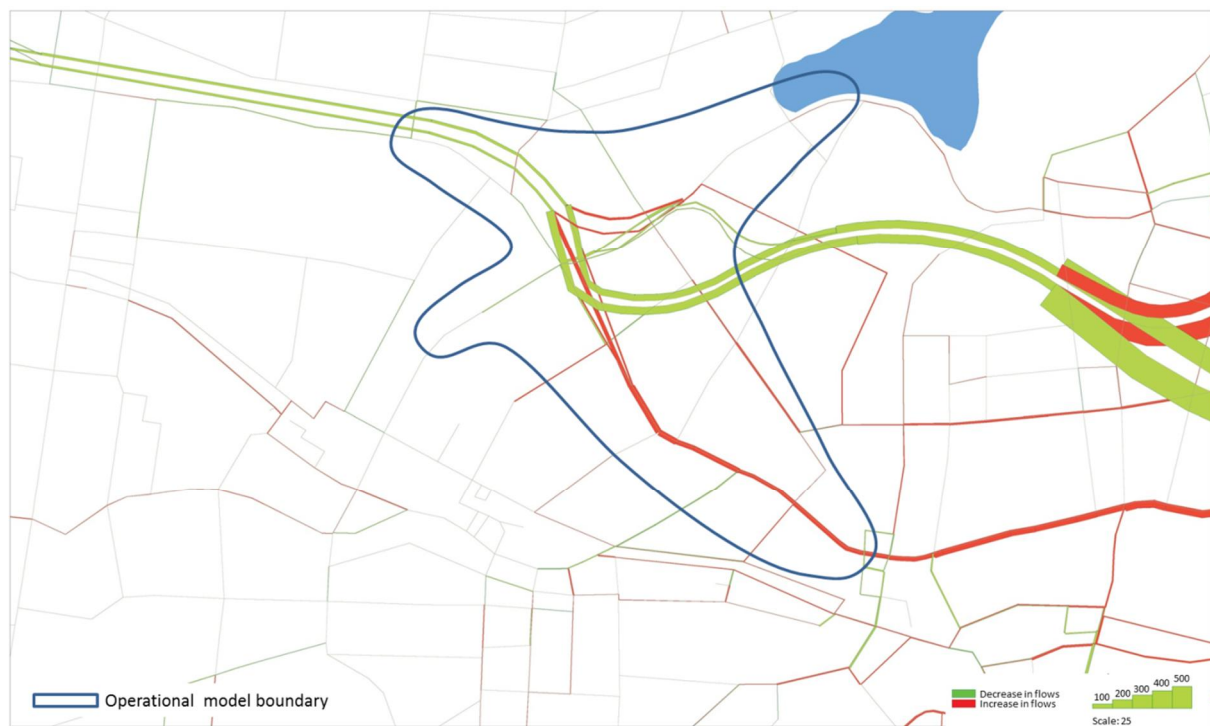 Operational model boundary
Decrease in flows
Increase in flows
100 200 300 400 500
Scale: 25